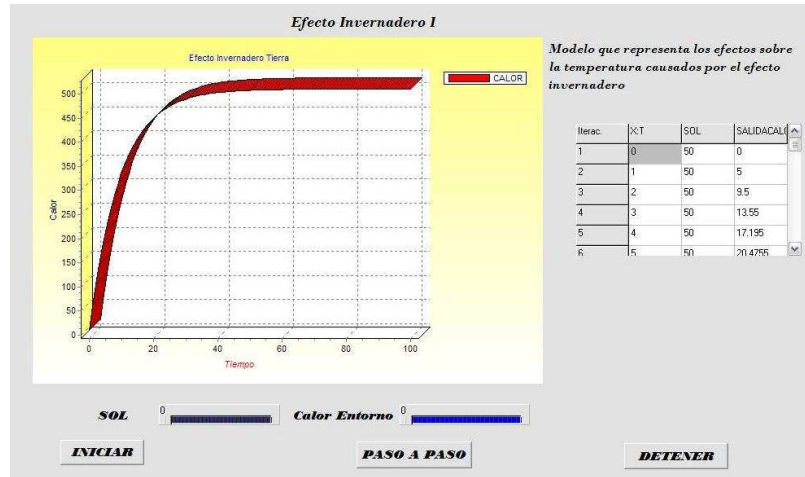 Efecto Invernadero I
Efecto Invernadero Tierra
CALOR
Calor
500
450
400
350
300
250
200
150
100
50
0
0 20 40 60 80 100
Tiempo
Modelo que representa los efectos sobre
la temperatura causados por el efecto
invernadero
Iterac. X:T SOL SALIDACAL
1 0 50 0
2 1 50 5
3 2 50 9.5
4 3 50 13.55
5 4 50 17.195
6 5 50 20.4755
SOL 0 Calor Entorno 0
INICIAR PASO A PASO DETENER